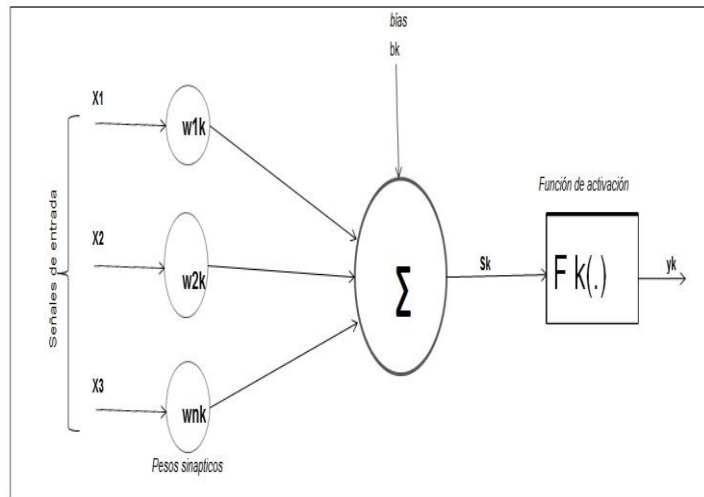 bias
bk
X1
w1k
Señales de entrada
Función de activación
X2
w2k
Σ
Sk
F k(.)
yk
X3
wnk
Pesos sinapticos